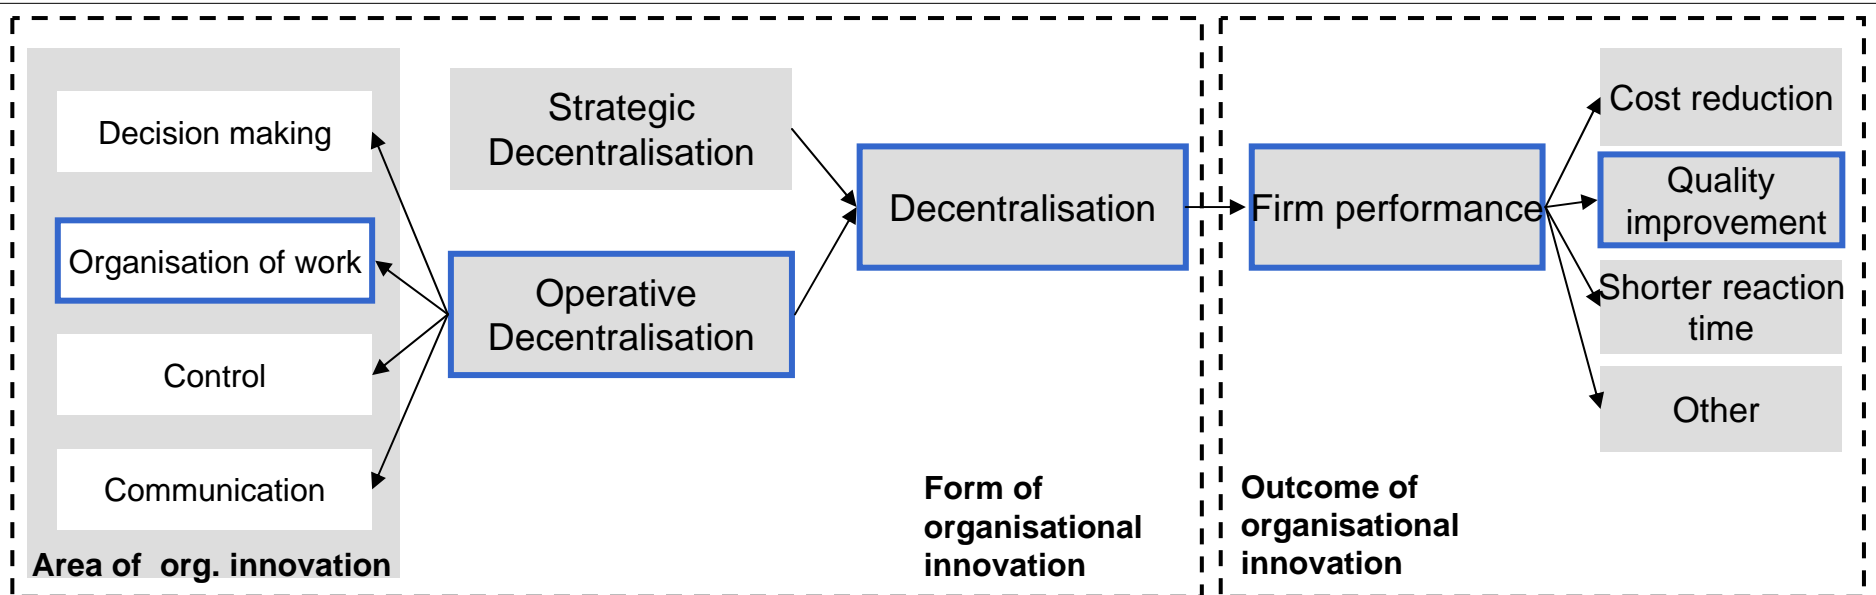 Decision making
Organisation of work
Control
Communication
Area of  org. innovation
Strategic
Decentralisation
Operative
Decentralisation
Decentralisation
Form of
organisational
innovation
Firm performance
Cost reduction
Quality
improvement
Shorter reaction
time
Other
Outcome of
organisational
innovation